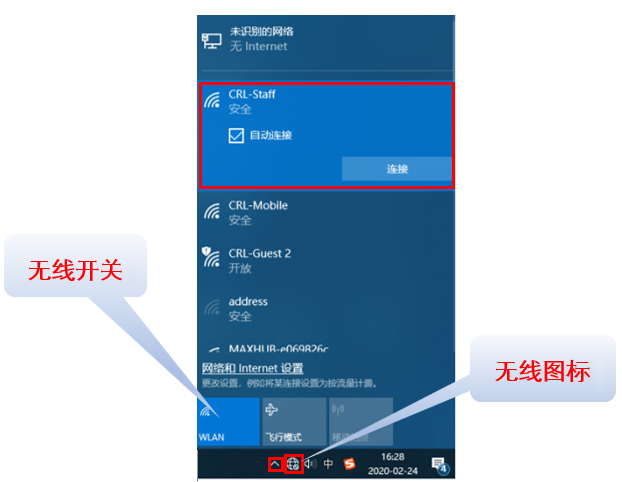 未识别的网络
无 Internet
CRL-Staff
安全
自动连接
连接
CRL-Mobile
安全
CRL-Guest 2
开放
address
安全
MAXHUB-e069826c
网络和 Internet 设置
更改设置，例如将某连接设置为按流量计费。
WLAN
飞行模式
移动热点
无线开关
无线图标
中
16:28
2020-02-24
4